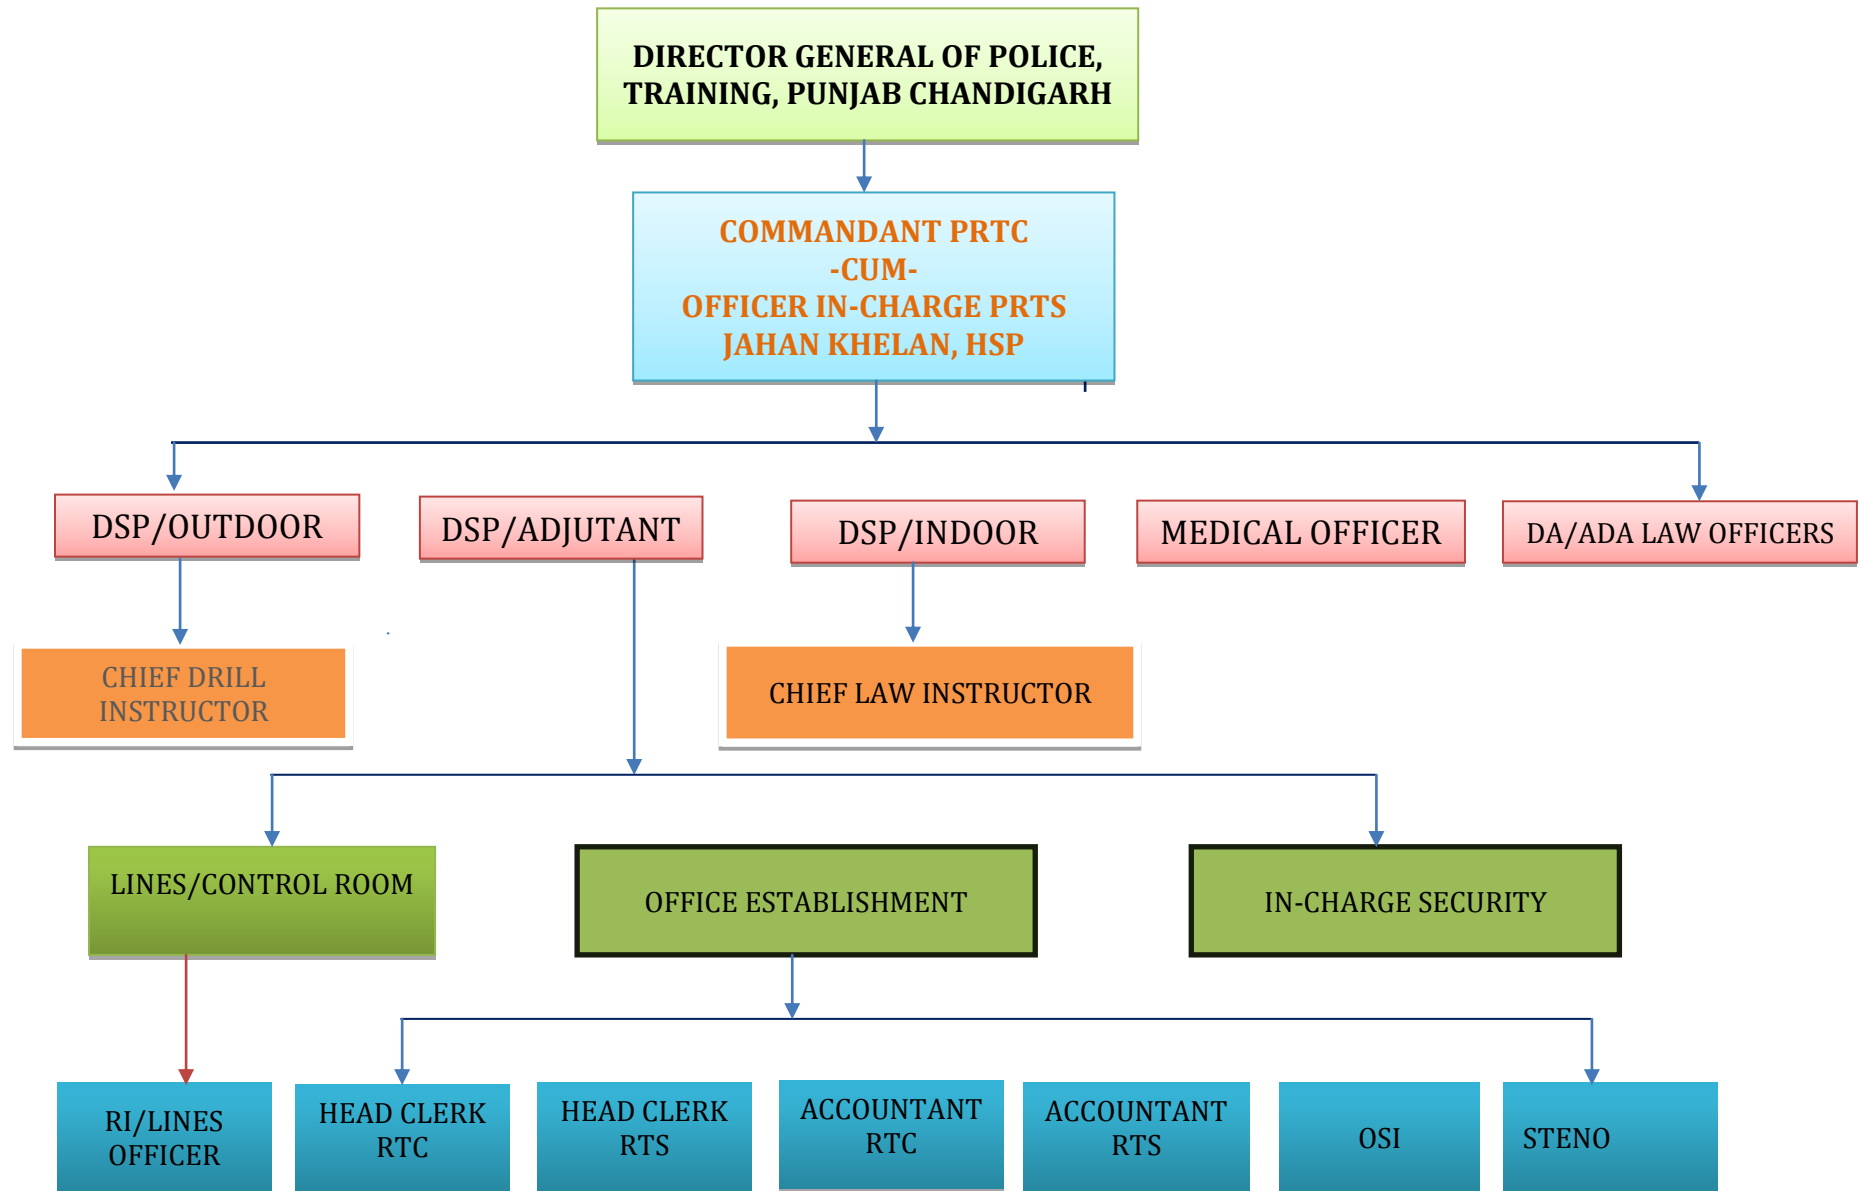 DIRECTOR GENERAL OF POLICE,
TRAINING, PUNJAB CHANDIGARH
COMMANDANT PRTC
-CUM-
OFFICER IN-CHARGE PRTS
JAHAN KHELAN, HSP
DSP/OUTDOOR
DSP/ADJUTANT
DSP/INDOOR
MEDICAL OFFICER
DA/ADA LAW OFFICERS
CHIEF DRILL
INSTRUCTOR
CHIEF LAW INSTRUCTOR
LINES/CONTROL ROOM
OFFICE ESTABLISHMENT
IN-CHARGE SECURITY
RI/LINES
OFFICER
HEAD CLERK
RTC
HEAD CLERK
RTS
ACCOUNTANT
RTC
ACCOUNTANT
RTS
OSI
STENO